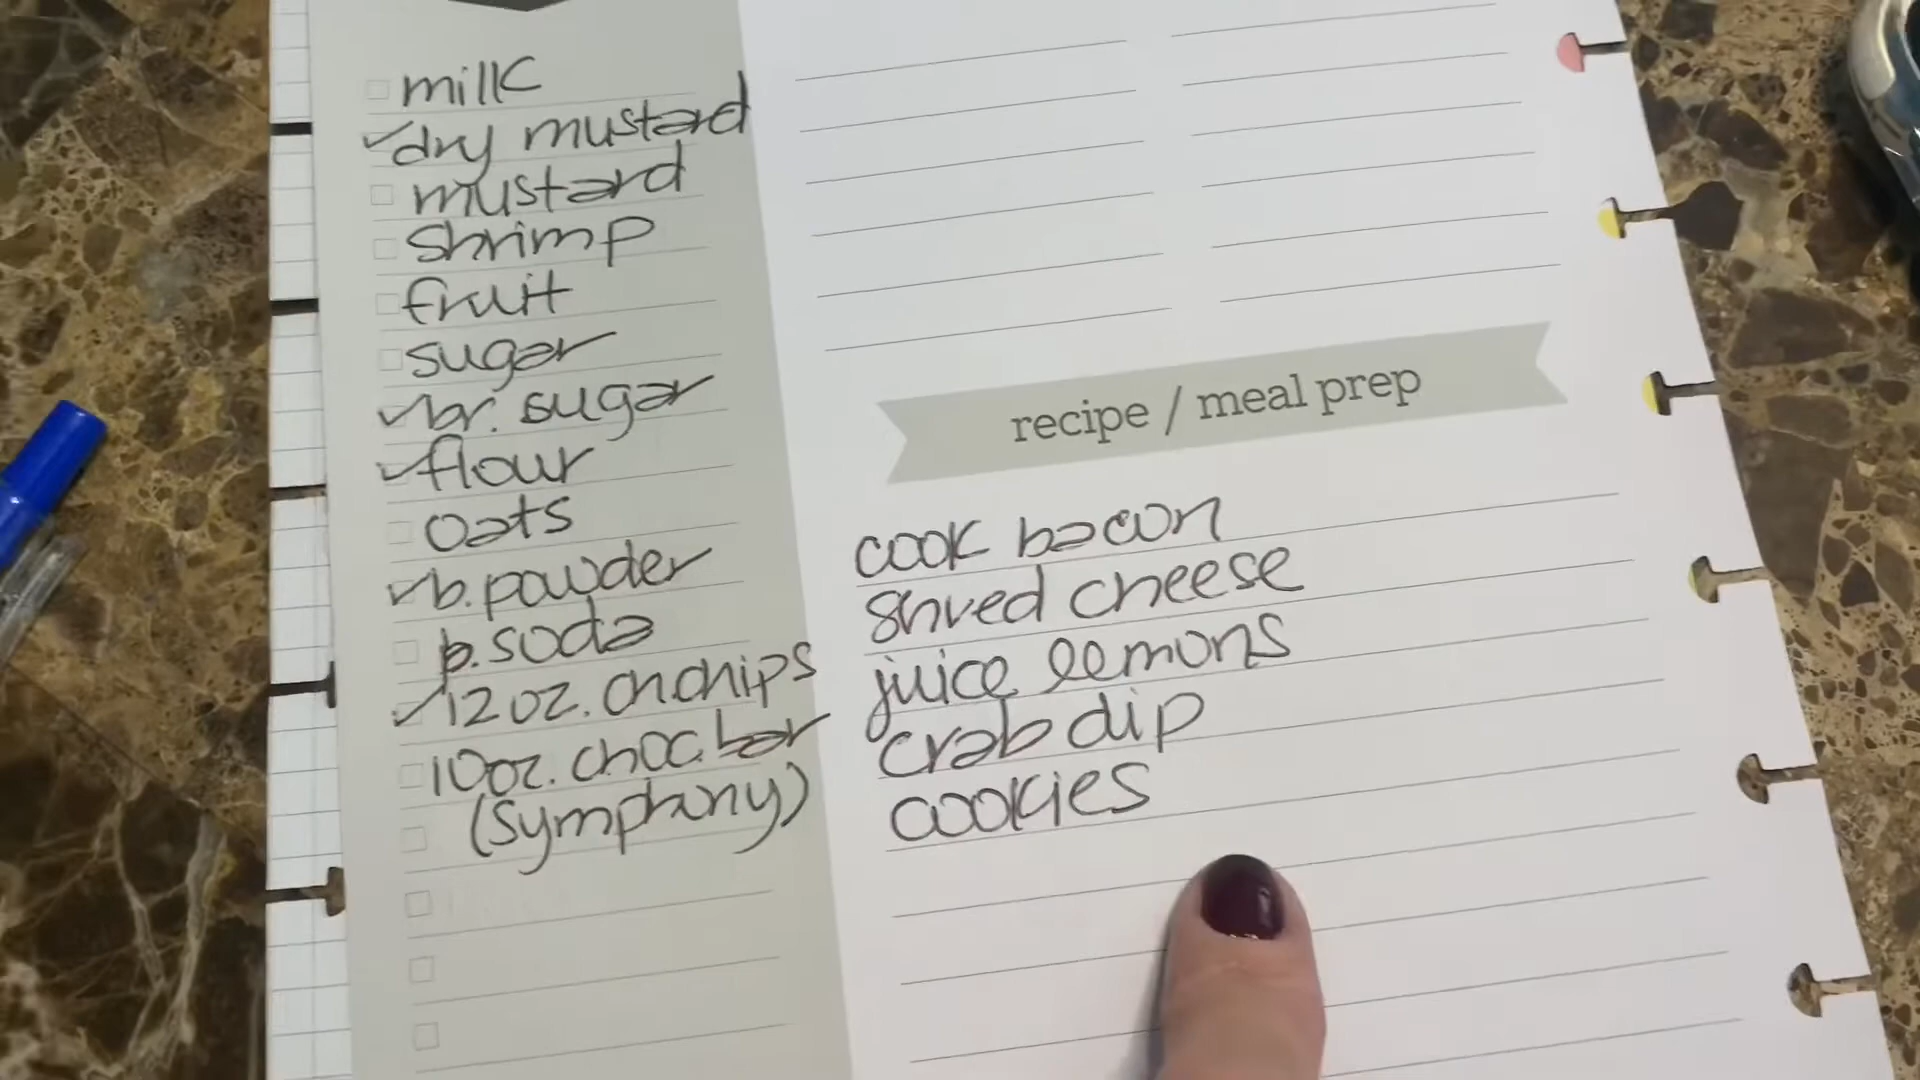 milk
dry mustard
mustard
shrimp
fruit
sugar
br. sugar
flour
oats
b. powder
b. soda
12 oz. ch. chips
10 oz. choc. bar
(symphony)
recipe / meal prep
cook bacon
shred cheese
juice lemons
crab dip
cookies